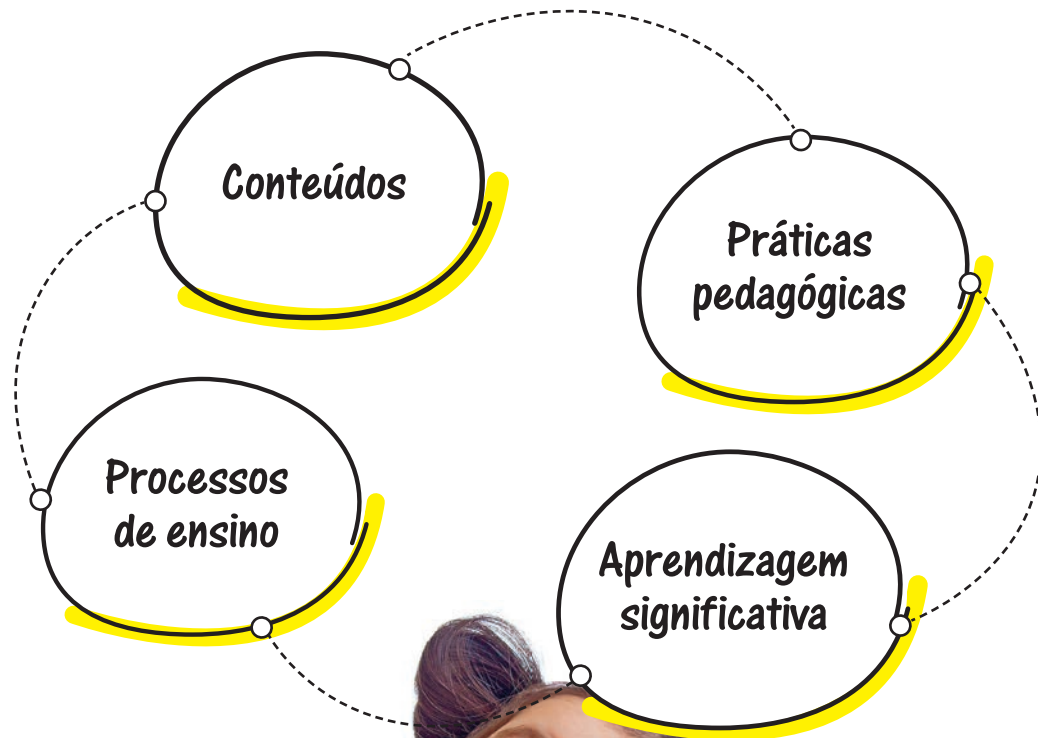 Conteúdos
Práticas
pedagógicas
Processos
de ensino
Aprendizagem
significativa